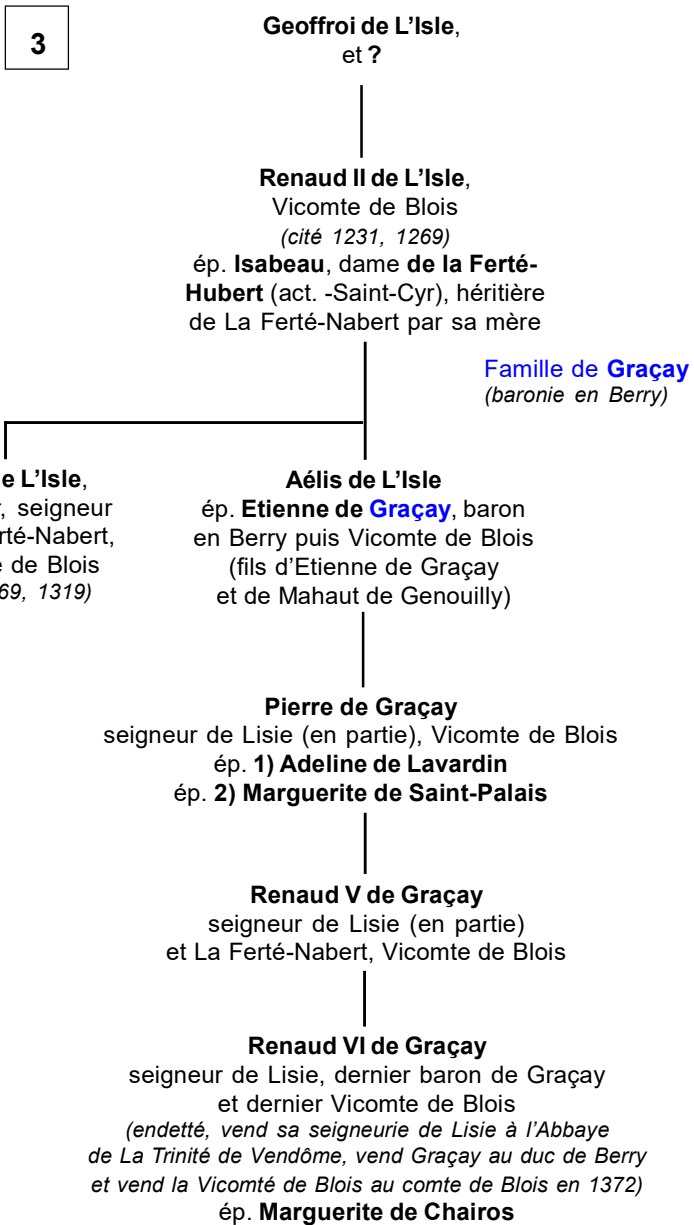 3
Geoffroi de L'Isle,
et ?
Renaud II de L'Isle,
Vicomte de Blois
(cité 1231, 1269)
ép. Isabeau, dame de la Ferté-
Hubert (act. -Saint-Cyr), héritière
de La Ferté-Nabert par sa mère
Famille de Graçay
(baronie en Berry)
e L'Isle,
, seigneur
rté-Nabert,
e de Blois
69, 1319)
Aélis de L'Isle
ép. Etienne de Graçay, baron
en Berry puis Vicomte de Blois
(fils d'Etienne de Graçay
et de Mahaut de Genouilly)
Pierre de Graçay
seigneur de Lisie (en partie), Vicomte de Blois
ép. 1) Adeline de Lavardin
ép. 2) Marguerite de Saint-Palais
Renaud V de Graçay
seigneur de Lisie (en partie)
et La Ferté-Nabert, Vicomte de Blois
Renaud VI de Graçay
seigneur de Lisie, dernier baron de Graçay
et dernier Vicomte de Blois
(endetté, vend sa seigneurie de Lisie à l'Abbaye
de La Trinité de Vendôme, vend Graçay au duc de Berry
et vend la Vicomté de Blois au comte de Blois en 1372)
ép. Marguerite de Chairos